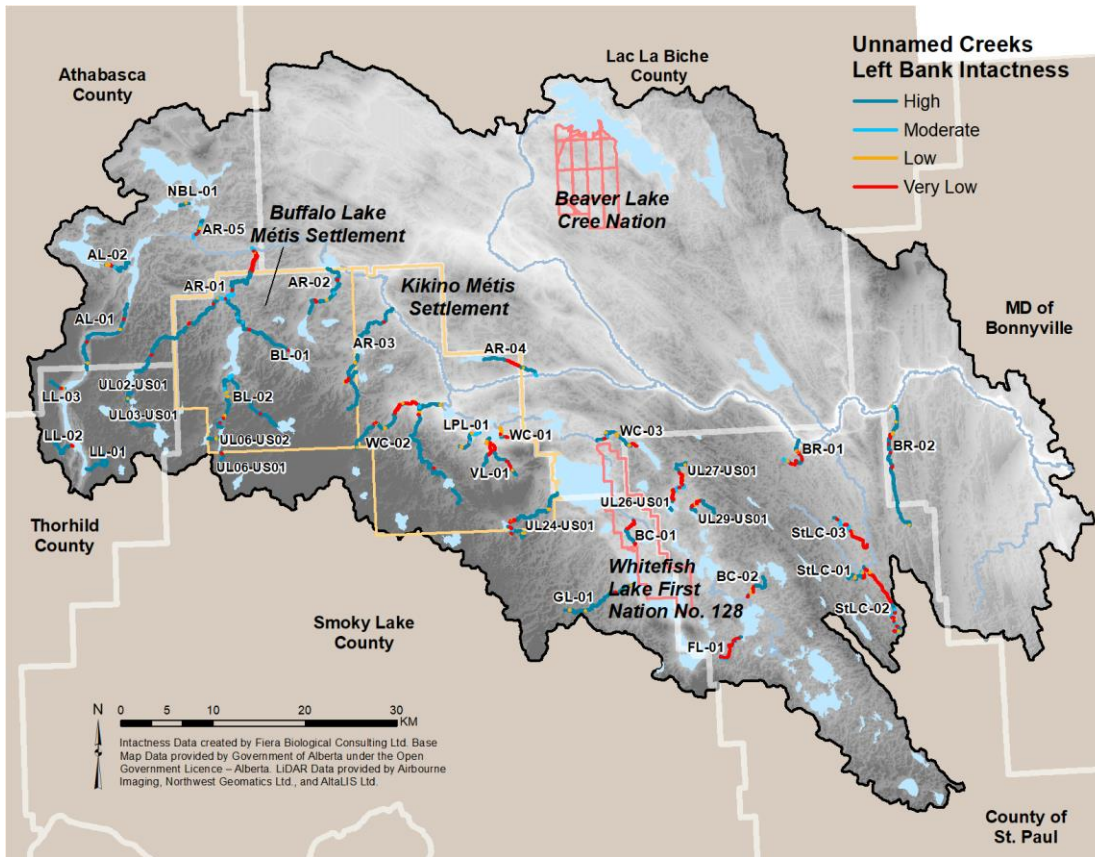 Unnamed Creeks
Left Bank Intactness
High
Moderate
Low
Very Low
Athabasca
County
Lac La Biche
County
Beaver Lake
Cree Nation
NBL-01
Buffalo Lake
Métis Settlement
AR-05
AL-02
AR-01
AR-02
Kikino Métis
Settlement
MD of
Bonnyville
AL-01
BL-01
AR-03
AR-04
UL02-US01
LL-03
BL-02
UL03-US01
LPL-01
WC-01
WC-03
LL-02
UL06-US02
WC-02
BR-01
BR-02
LL-01
UL06-US01
VL-01
UL27-US01
UL26-US01
UL29-US01
Thorhild
County
UL24-US01
BC-01
StLC-03
Whitefish
Lake First
Nation No. 128
BC-02
StLC-01
GL-01
StLC-02
Smoky Lake
County
FL-01
N
0 5 10 20 30
KM
Intactness Data created by Fiera Biological Consulting Ltd. Base
Map Data provided by Government of Alberta under the Open
Government Licence – Alberta. LiDAR Data provided by Airbourne
Imaging, Northwest Geomatics Ltd., and AltaLIS Ltd.
County of
St. Paul